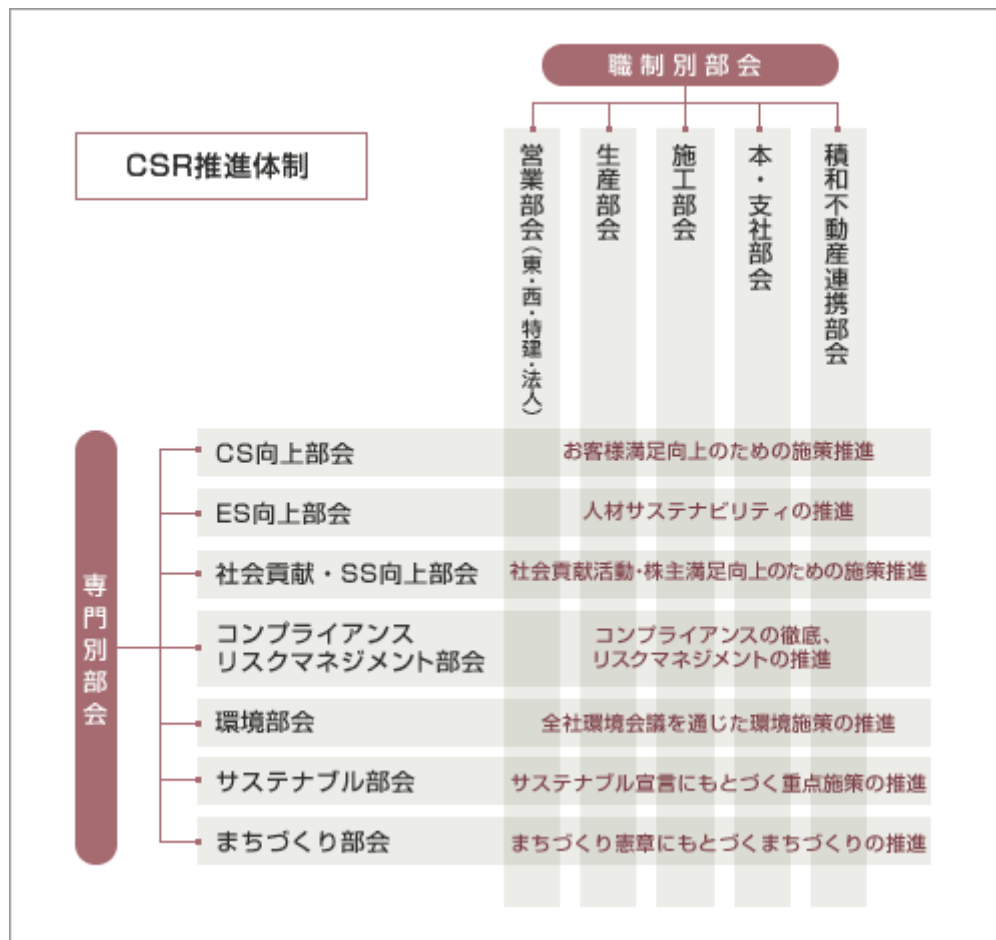 職制別部会
CSR推進体制
営業部会（東・西・特建・法人）
生産部会
施工部会
本・支社部会
積和不動産連携部会
専門別部会
CS向上部会
お客様満足向上のための施策推進
ES向上部会
人材サステナビリティの推進
社会貢献・SS向上部会
社会貢献活動・株主満足向上のための施策推進
コンプライアンス
リスクマネジメント部会
コンプライアンスの徹底、
リスクマネジメントの推進
環境部会
全社環境会議を通じた環境施策の推進
サステナブル部会
サステナブル宣言にもとづく重点施策の推進
まちづくり部会
まちづくり憲章にもとづくまちづくりの推進